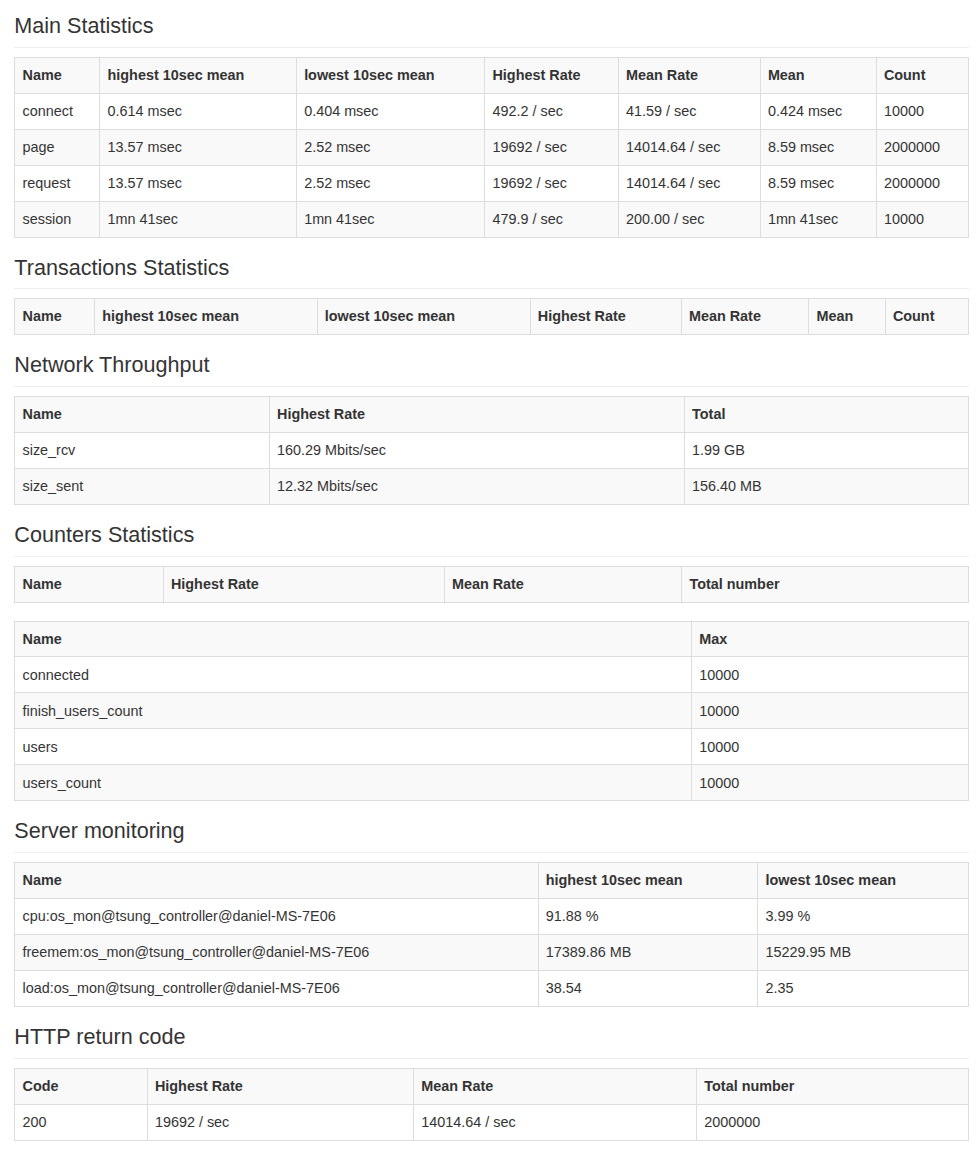 Main Statistics
Name highest 10sec mean lowest 10sec mean Highest Rate Mean Rate Mean Count
connect 0.614 msec 0.404 msec 492.2 / sec 41.59 / sec 0.424 msec 10000
page 13.57 msec 2.52 msec 19692 / sec 14014.64 / sec 8.59 msec 2000000
request 13.57 msec 2.52 msec 19692 / sec 14014.64 / sec 8.59 msec 2000000
session 1mn 41sec 1mn 41sec 479.9 / sec 200.00 / sec 1mn 41sec 10000
Transactions Statistics
Name highest 10sec mean lowest 10sec mean Highest Rate Mean Rate Mean Count
Network Throughput
Name Highest Rate Total
size_rcv 160.29 Mbits/sec 1.99 GB
size_sent 12.32 Mbits/sec 156.40 MB
Counters Statistics
Name Highest Rate Mean Rate Total number
Name Max
connected 10000
finish_users_count 10000
users 10000
users_count 10000
Server monitoring
Name highest 10sec mean lowest 10sec mean
cpu:os_mon@tsung_controller@daniel-MS-7E06 91.88 % 3.99 %
freemem:os_mon@tsung_controller@daniel-MS-7E06 17389.86 MB 15229.95 MB
load:os_mon@tsung_controller@daniel-MS-7E06 38.54 2.35
HTTP return code
Code Highest Rate Mean Rate Total number
200 19692 / sec 14014.64 / sec 2000000